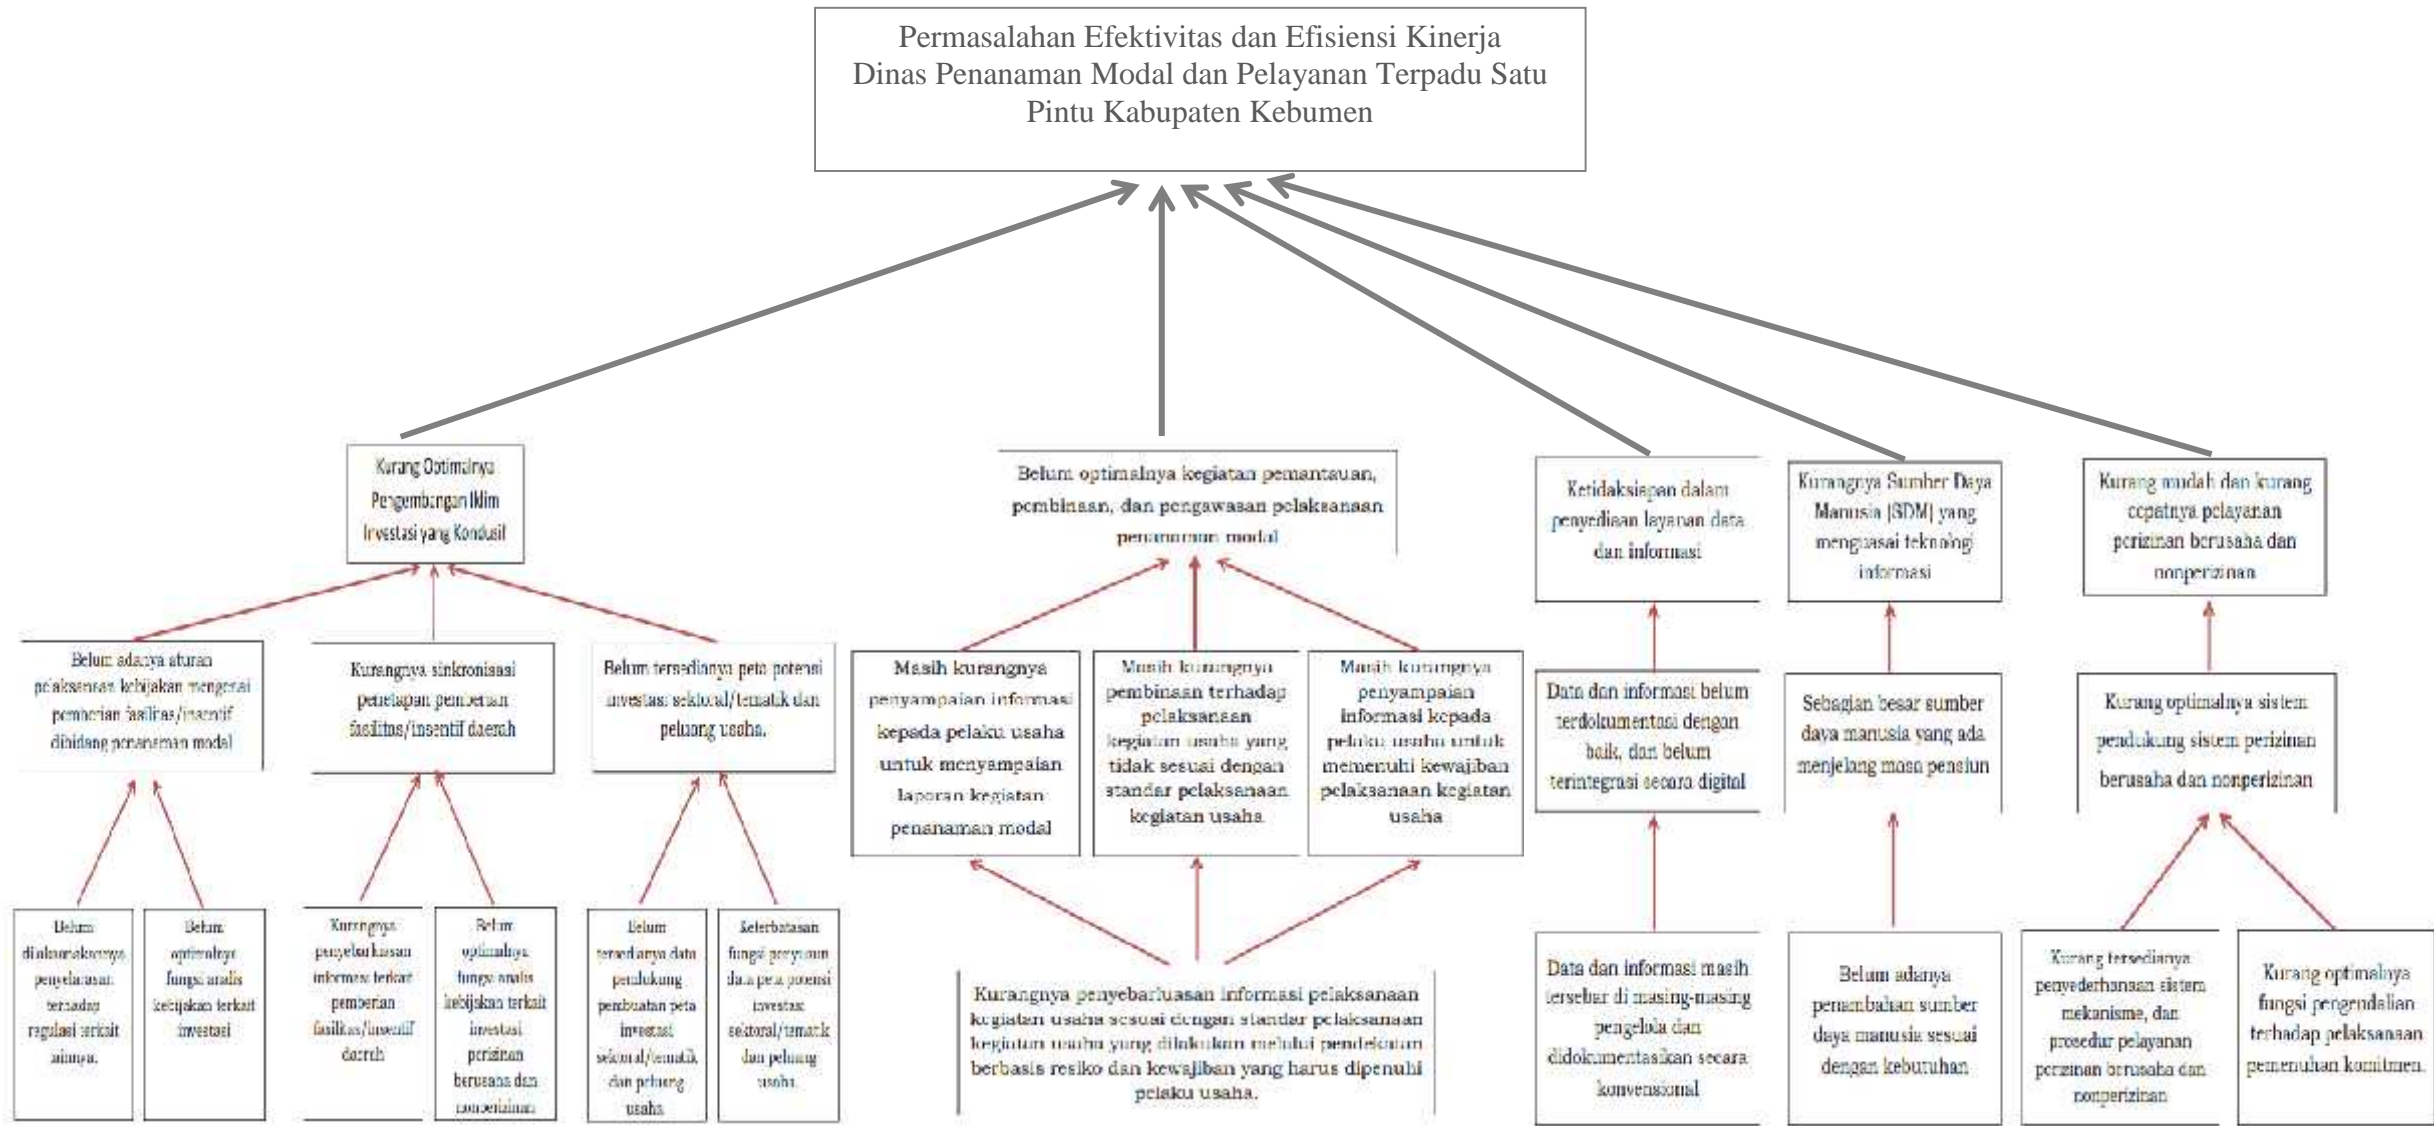 Permasalahan Efektivitas dan Efisiensi Kinerja
Dinas Penanaman Modal dan Pelayanan Terpadu Satu
Pintu Kabupaten Kebumen
Kurang Optimalnya
Pengembangan Iklim
Investasi yang Kondusif
Belum optimalnya kegiatan pemantauan,
pembinaan, dan pengawasan pelaksanaan
penanaman modal
Ketidaksiapan dalam
penyediaan layanan data
dan informasi
Kurangnya Sumber Daya
Manusia (SDM) yang
menguasai teknologi
informasi
Kurang mudah dan kurang
cepatnya pelayanan
perizinan berusaha dan
nonperizinan
Belum adanya aturan
pelaksanaan kebijakan mengenai
pemberian fasilitas/insentif
dibidang penanaman modal
Kurangnya sinkronisasi
penetapan pemberian
fasilitas/insentif daerah
Belum tersedianya peta potensi
investasi sektoral/tematik dan
peluang usaha.
Masih kurangnya
penyampaian informasi
kepada pelaku usaha
untuk menyampaian
laporan kegiatan
penanaman modal
Masih kurangnya
pembinaan terhadap
pelaksanaan
kegiatan usaha yang
tidak sesuai dengan
standar pelaksanaan
kegiatan usaha
Masih kurangnya
penyampaian
informasi kepada
pelaku usaha untuk
memenuhi kewajiban
pelaksanaan kegiatan
usaha
Data dan informasi belum
terdokumentasi dengan
baik, dan belum
terintegrasi secara digital
Sebagian besar sumber
daya manusia yang ada
menjelang masa pensiun
Kurang optimalnya sistem
pendukung sistem perizinan
berusaha dan nonperizinan
Belum
penyelarasan
terhadap
regulasi terkait
Belum
optimalnya
fungsi analis
kebijakan terkait
investasi
Kurangnya
penyebarluasan
informasi terkait
pemberian
fasilitas/insentif
daerah
Belum
optimalnya
fungsi analis
kebijakan terkait
investasi
perizinan
berusaha dan
nonperizinan
Belum
tersedianya data
pendukung
pembuatan peta
investasi
sektoral/tematik
dan peluang
usaha
Keterbatasan
fungsi penyusun
data peta potensi
investasi
sektoral/tematik
dan peluang
usaha.
Kurangnya penyebarluasan informasi pelaksanaan
kegiatan usaha sesuai dengan standar pelaksanaan
kegiatan usaha yang dilakukan melalui pendekatan
berbasis resiko dan kewajiban yang harus dipenuhi
pelaku usaha.
Data dan informasi masih
tersebar di masing-masing
pengelola dan
didokumentasikan secara
konvensional
Belum adanya
penambahan sumber
daya manusia sesuai
dengan kebutuhan
Kurang tersedianya
penyederhanaan sistem
mekanisme, dan
prosedur pelayanan
perizinan berusaha dan
nonperizinan
Kurang optimalnya
fungsi pengendalian
terhadap pelaksanaan
pemenuhan komitmen.